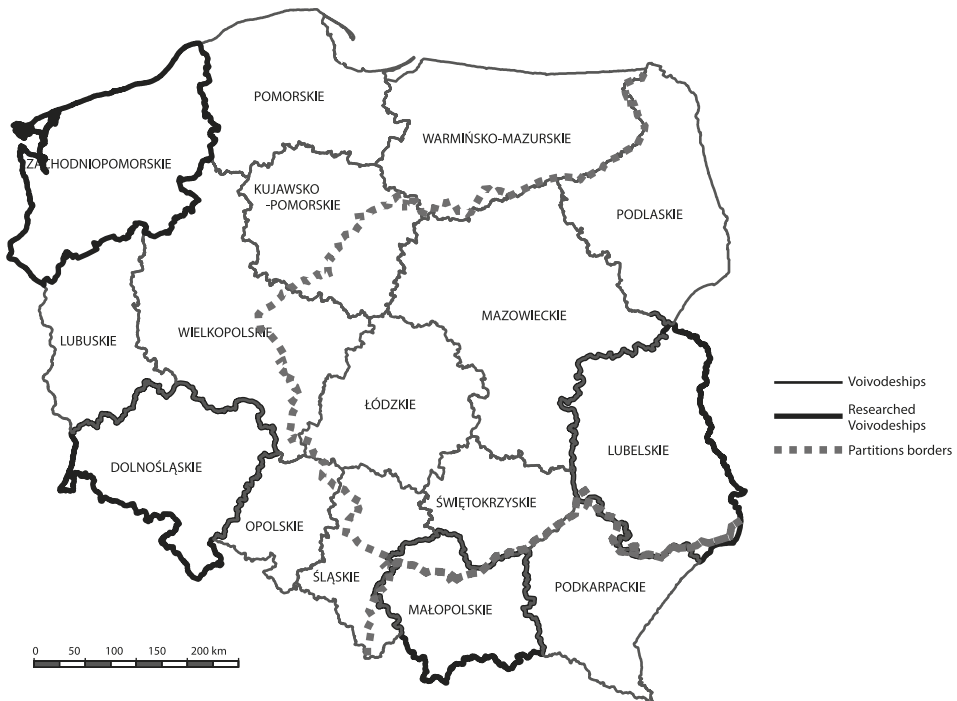 POMORSKIE
WARMIŃSKO-MAZURSKIE
ZACHODNIOPOMORSKIE
KUJAWSKO
-POMORSKIE
PODLASKIE
MAZOWIECKIE
WIELKOPOLSKIE
LUBUSKIE
ŁÓDZKIE
LUBELSKIE
DOLNOŚLĄSKIE
ŚWIĘTOKRZYSKIE
OPOLSKIE
ŚLĄSKIE
PODKARPACKIE
MAŁOPOLSKIE
Voivodeships
Researched
Voivodeships
Partitions borders
0 50 100 150 200 km